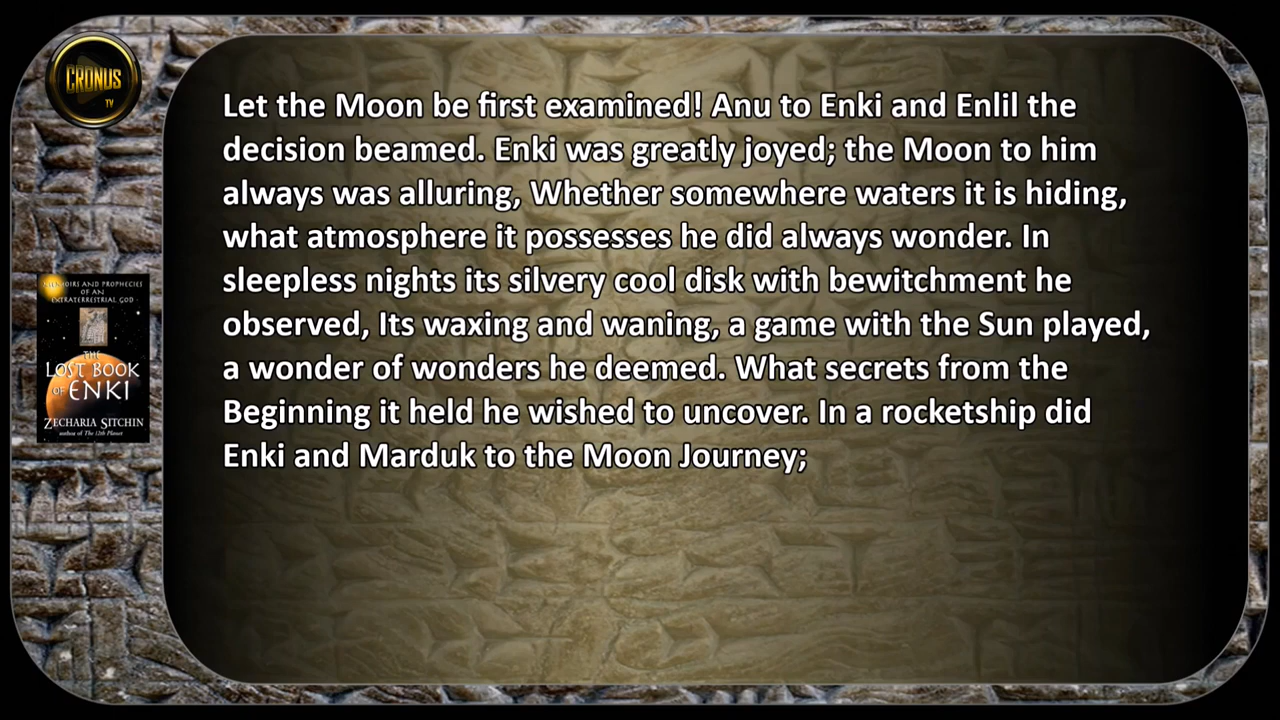 CRONUS
TV
Let the Moon be first examined! Anu to Enki and Enlil the
decision beamed. Enki was greatly joyed; the Moon to him
always was alluring, Whether somewhere waters it is hiding,
what atmosphere it possesses he did always wonder. In
sleepless nights its silvery cool disk with bewitchment he
observed, Its waxing and waning, a game with the Sun played,
a wonder of wonders he deemed. What secrets from the
Beginning it held he wished to uncover. In a rocketship did
Enki and Marduk to the Moon Journey;
MEMOIRS AND PROPHECIES
OF AN
EXTRATERRESTRIAL GOD
THE
LOST BOOK
OF ENKI
ZECHARIA SITCHIN
author of The 12th Planet